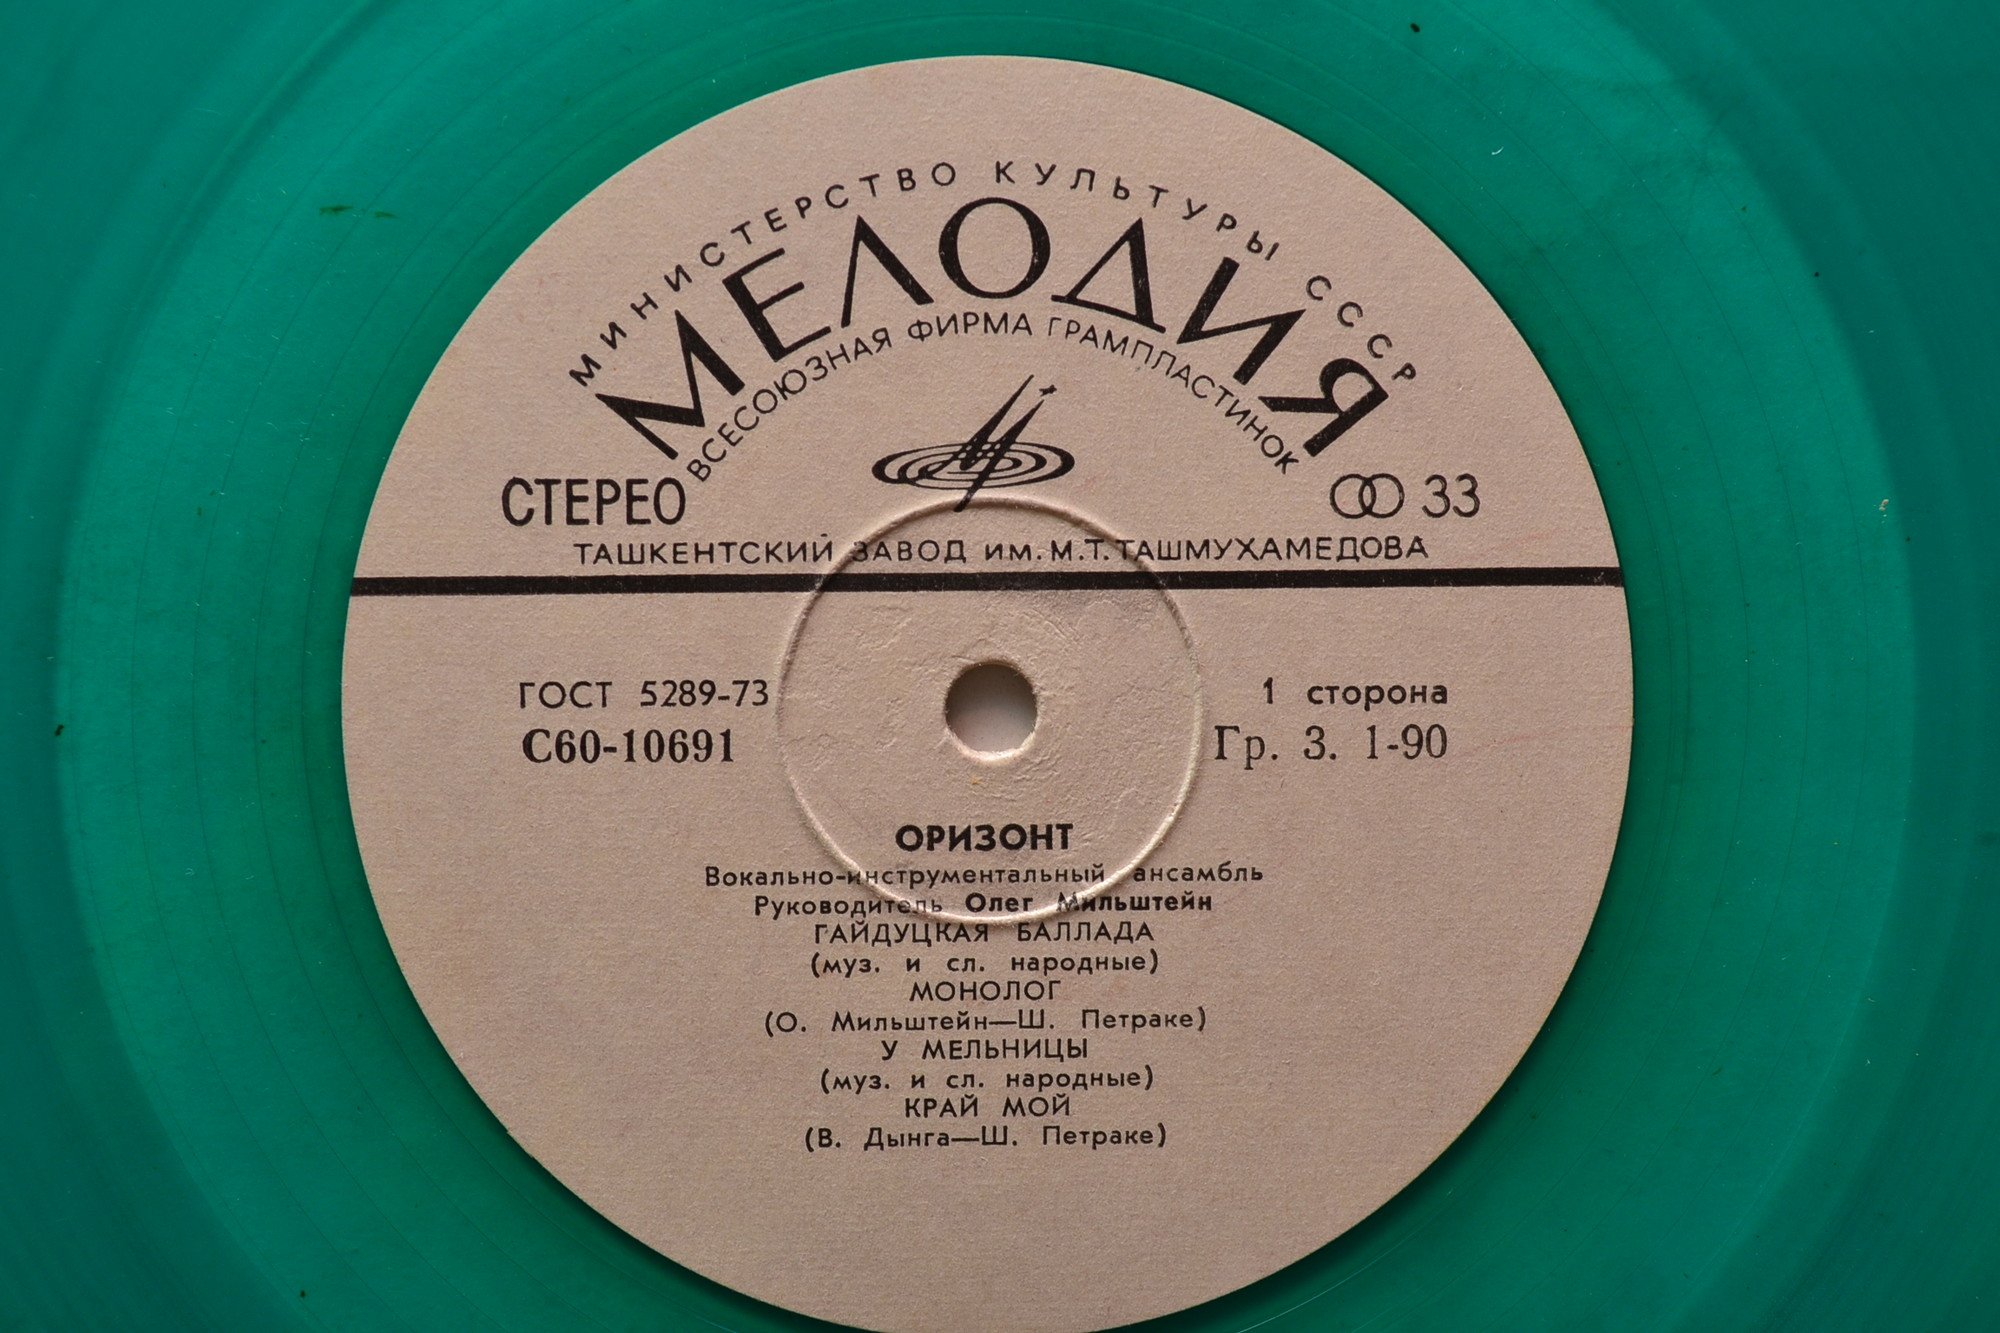 МИНИСТЕРСТВО КУЛЬТУРЫ СССР
МЕЛОДИЯ
ВСЕСОЮЗНАЯ ФИРМА ГРАМПЛАСТИНОК
СТЕРЕО 33
ТАШКЕНТСКИЙ ЗАВОД им. М.Т. ТАШМУХАМЕДОВА
ГОСТ 5289-73 1 сторона
С60-10691 Гр. 3. 1-90
ОРИЗОНТ
Вокально-инструментальный ансамбль
Руководитель Олег Мильштейн
ГАЙДУЦКАЯ БАЛЛАДА
(муз. и сл. народные)
МОНОЛОГ
(О. Мильштейн—Ш. Петраке)
У МЕЛЬНИЦЫ
(муз. и сл. народные)
КРАЙ МОЙ
(В. Дынга—Ш. Петраке)